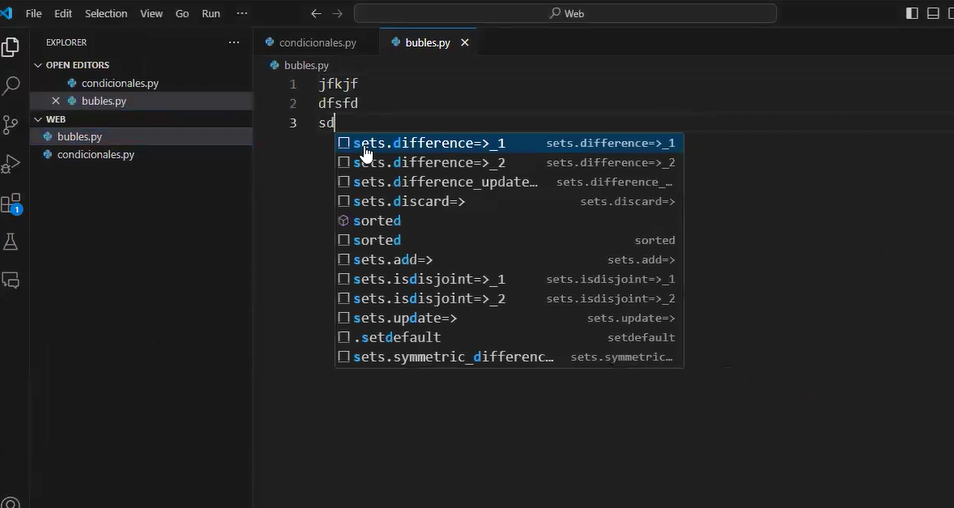 File Edit Selection View Go Run ··· ← → Web
EXPLORER ···
OPEN EDITORS
condicionales.py
× bubles.py
WEB
bubles.py
condicionales.py
1
condicionales.py bubles.py ×
bubles.py
1 jfkjf
2 dfsfd
3 sd
sets.difference=>_1 sets.difference=>_1
sets.difference=>_2 sets.difference=>_2
sets.difference_update… sets.difference_…
sets.discard=> sets.discard=>
sorted
sorted sorted
sets.add=> sets.add=>
sets.isdisjoint=>_1 sets.isdisjoint=>_1
sets.isdisjoint=>_2 sets.isdisjoint=>_2
sets.update=> sets.update=>
.setdefault setdefault
sets.symmetric_differenc… sets.symmetric…